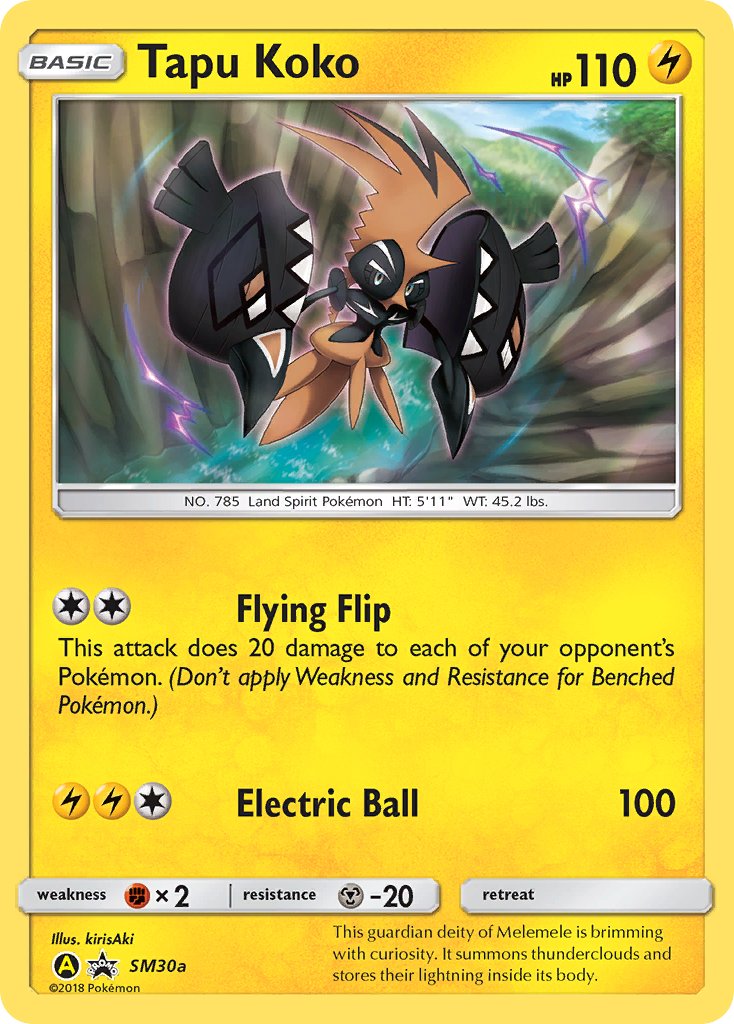 BASIC Tapu Koko HP 110
NO. 785 Land Spirit Pokémon HT: 5'11" WT: 45.2 lbs.
Flying Flip
This attack does 20 damage to each of your opponent's
Pokémon. (Don't apply Weakness and Resistance for Benched
Pokémon.)
Electric Ball 100
weakness ×2 resistance -20 retreat
Illus. kirisAki
A PROMO SM30a
©2018 Pokémon
This guardian deity of Melemele is brimming
with curiosity. It summons thunderclouds and
stores their lightning inside its body.